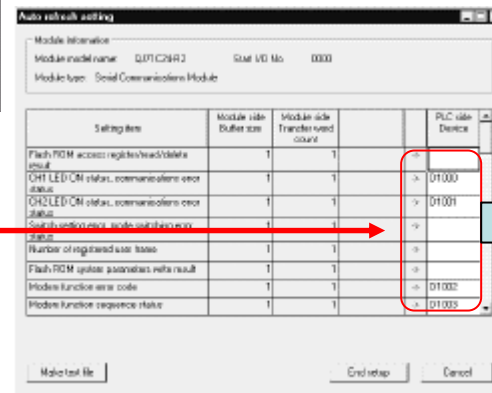 Auto refresh setting
Module information
Module model name: QJ71C24-R2 Start I/O No. 0000
Module type: Serial Communications Module
Setting item
Module side Buffer size
Module side Transfer word count
PLC side Device
Flash ROM access register/read/delete result 1 1 ->
CH1 LED ON status, communications error status 1 1 -> D1000
CH2 LED ON status, communications error status 1 1 -> D1001
Switch setting error, mode switching error status 1 1 ->
Number of registered user frame 1 1 ->
Flash ROM system parameters write result 1 1 ->
Modem function error code 1 1 -> D1002
Modem function sequence status 1 1 -> D1003
Make text file
End setup
Cancel